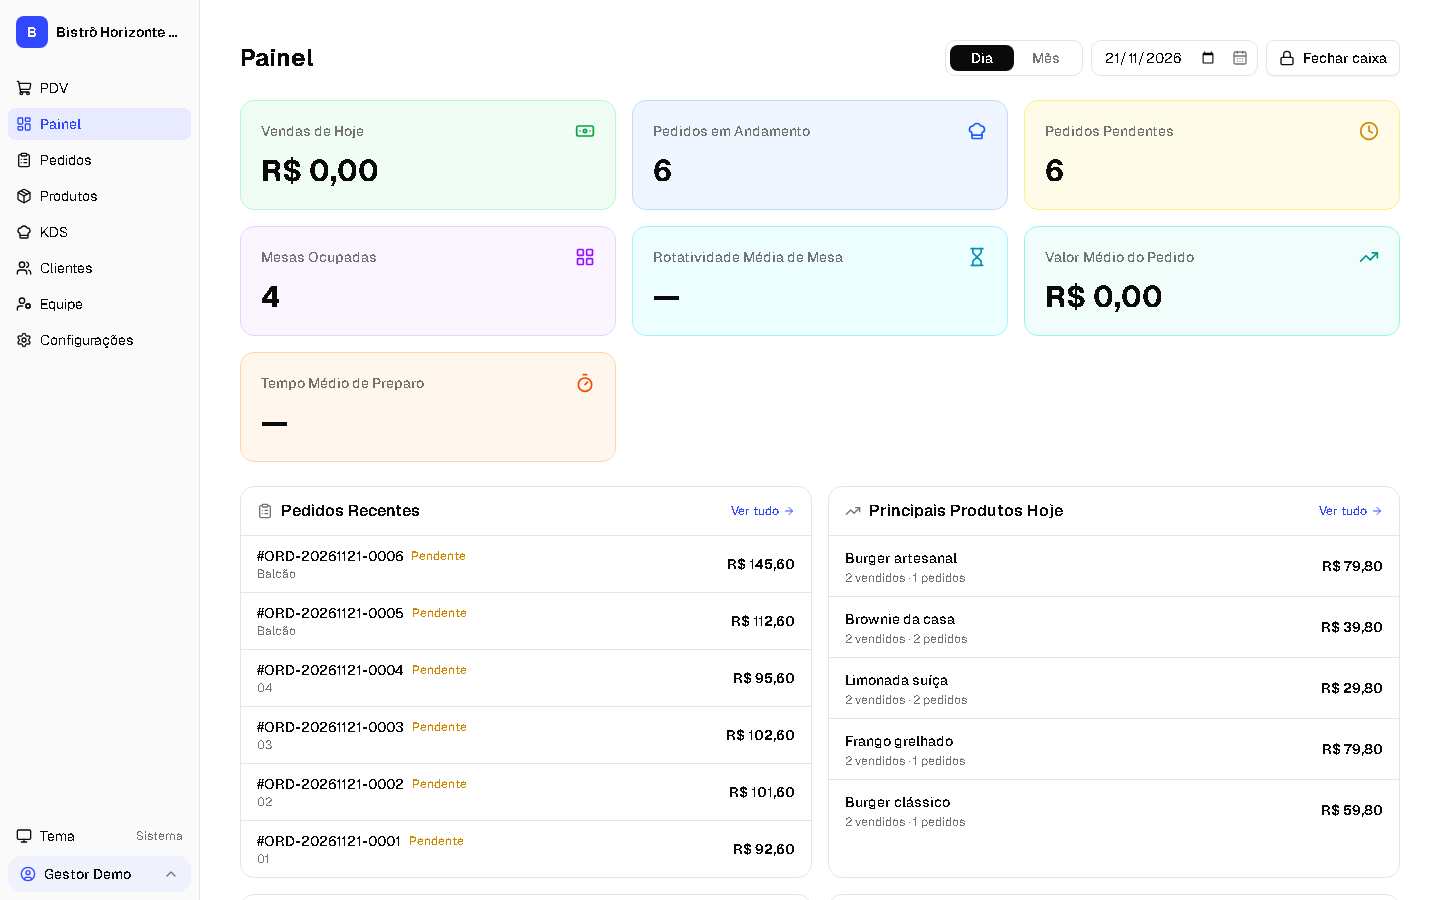 B
Bistrô Horizonte ...
PDV
Painel
Pedidos
Produtos
KDS
Clientes
Equipe
Configurações
Tema
Sistema
Gestor Demo
Painel
Dia
Mês
21/11/2026
Fechar caixa
Vendas de Hoje
R$ 0,00
Pedidos em Andamento
6
Pedidos Pendentes
6
Mesas Ocupadas
4
Rotatividade Média de Mesa
—
Valor Médio do Pedido
R$ 0,00
Tempo Médio de Preparo
—
Pedidos Recentes
Ver tudo →
#ORD-20261121-0006 Pendente
Balcão
R$ 145,60
#ORD-20261121-0005 Pendente
Balcão
R$ 112,60
#ORD-20261121-0004 Pendente
04
R$ 95,60
#ORD-20261121-0003 Pendente
03
R$ 102,60
#ORD-20261121-0002 Pendente
02
R$ 101,60
#ORD-20261121-0001 Pendente
01
R$ 92,60
Principais Produtos Hoje
Ver tudo →
Burger artesanal
2 vendidos · 1 pedidos
R$ 79,80
Brownie da casa
2 vendidos · 2 pedidos
R$ 39,80
Limonada suíça
2 vendidos · 2 pedidos
R$ 29,80
Frango grelhado
2 vendidos · 1 pedidos
R$ 79,80
Burger clássico
2 vendidos · 1 pedidos
R$ 59,80